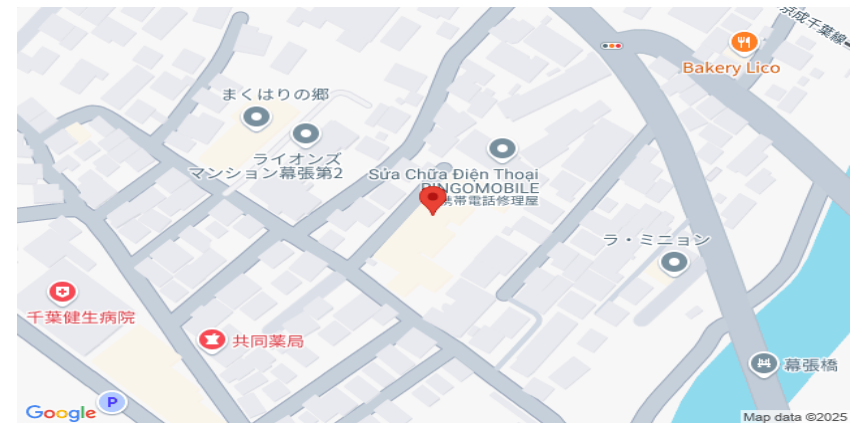 京成千葉線
Bakery Lico
まくはりの郷
ライオンズ
マンション幕張第2
Sửa Chữa Điện Thoại
RINGOMOBILE
携帯電話修理屋
ラ・ミニョン
千葉健生病院
共同薬局
幕張橋
P
Google
Map data ©2025